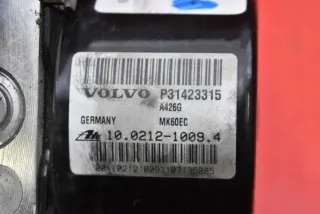 VOLVO P31423315
A426G
GERMANY MK60EC
10.0212-1009.4